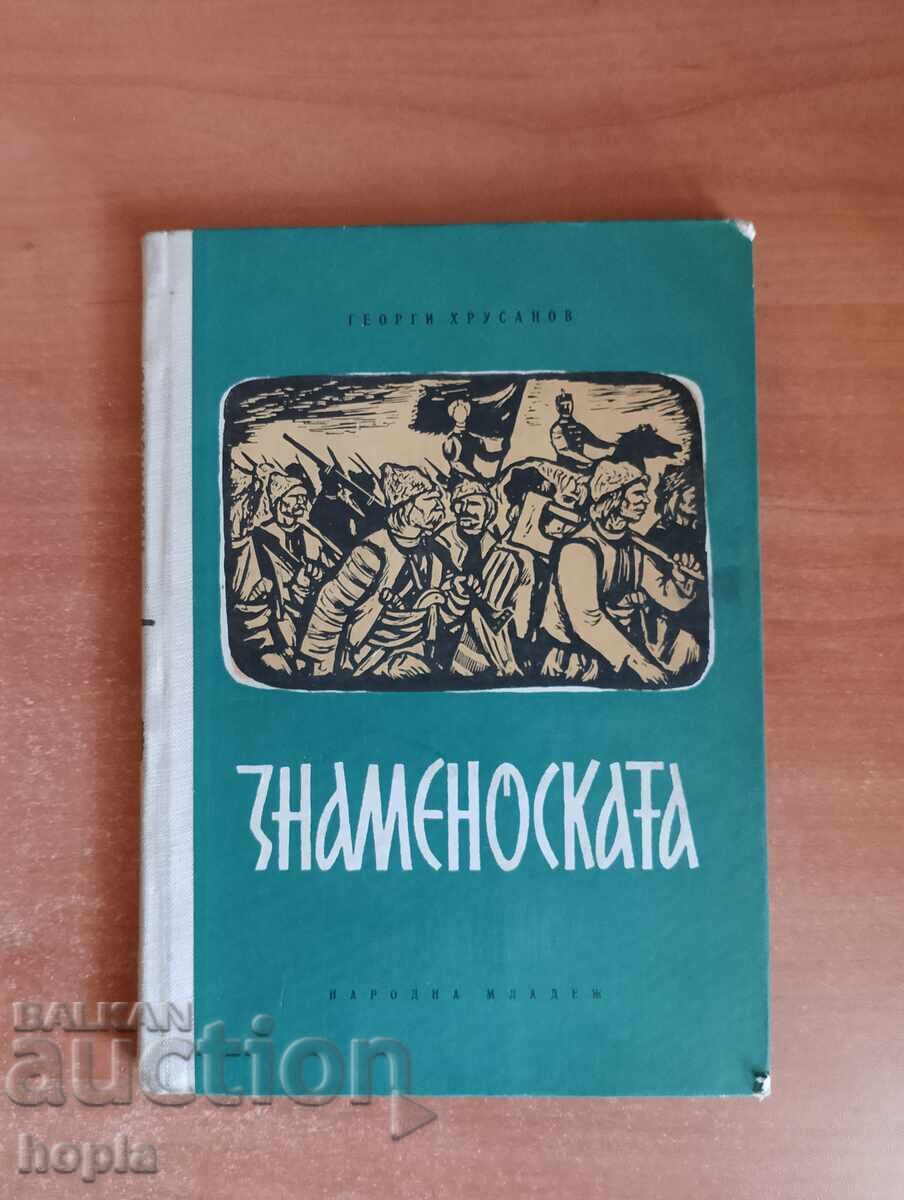 ГЕОРГИ ХРУСАНОВ
ЗНАМЕНОСКАТА
НАРОДНА МЛАДЕЖ
BALKAN
auction
hopla